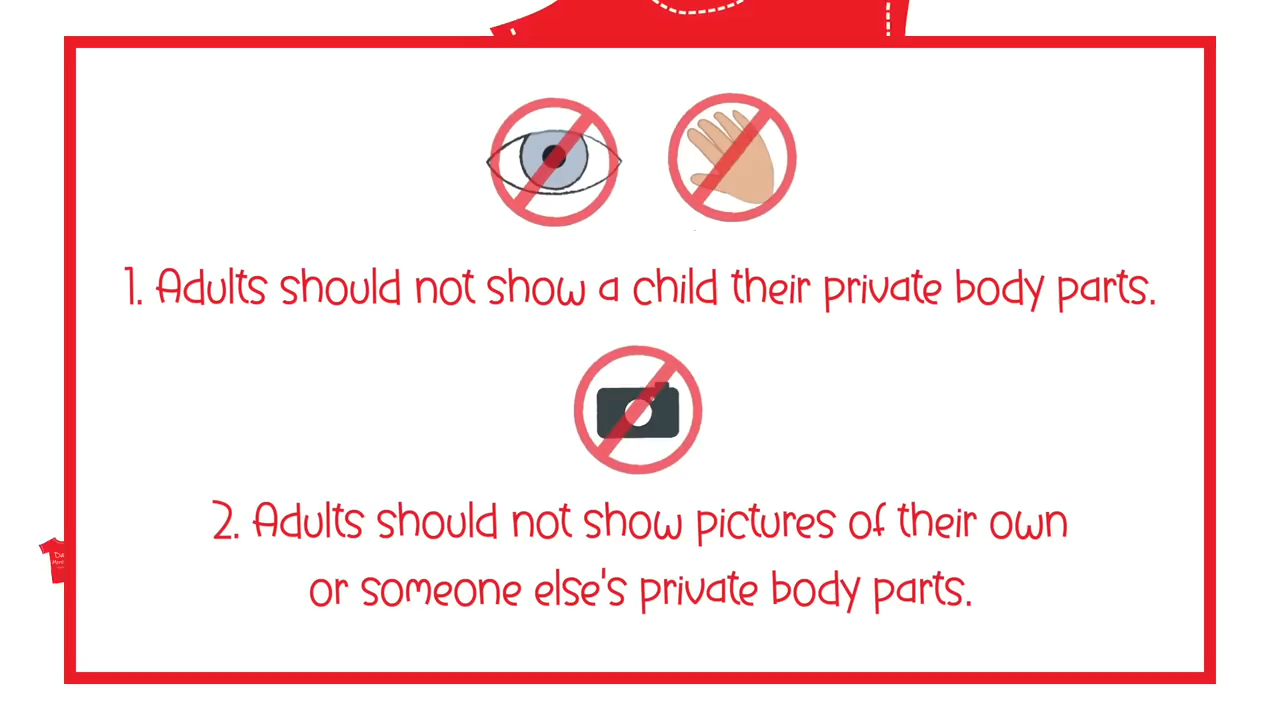 1. Adults should not show a child their private body parts.
2. Adults should not show pictures of their own
or someone else's private body parts.